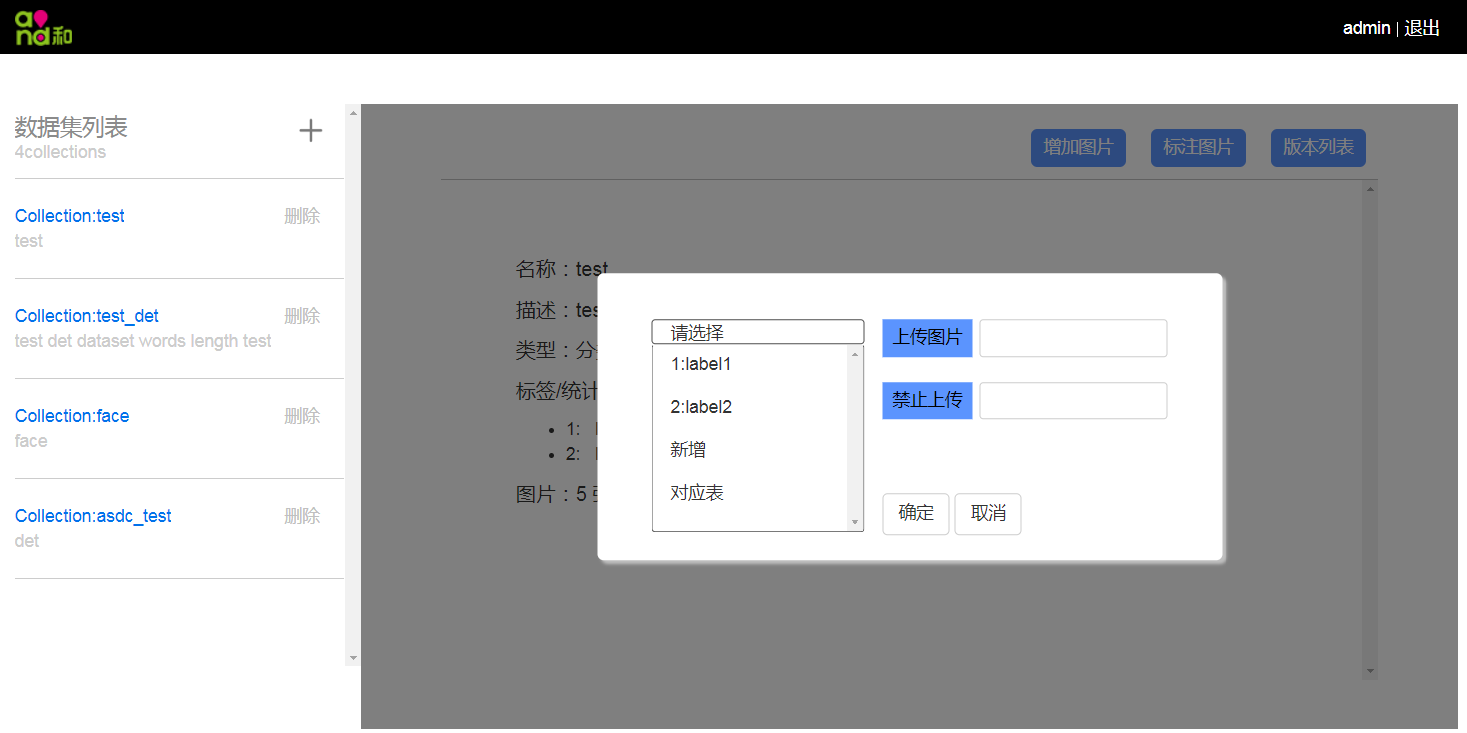 and和
admin | 退出
数据集列表
4collections
Collection:test 删除
test
Collection:test_det 删除
test det dataset words length test
Collection:face 删除
face
Collection:asdc_test 删除
det
增加图片 标注图片 版本列表
名称：test
描述：tes
类型：分
标签/统计
1:
2:
图片：5
请选择
1:label1
2:label2
新增
对应表
上传图片
禁止上传
确定 取消